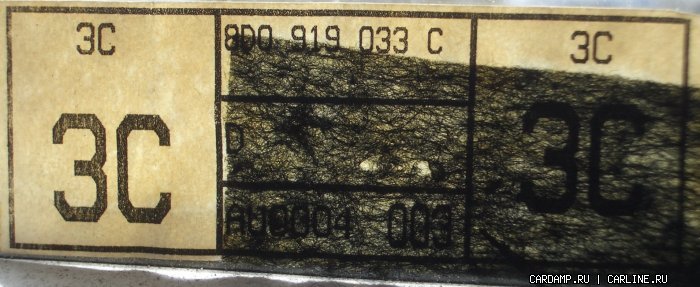 3C 8D0 919 033 C 3C
3C D 3C
AU0004 003
CARDAMP.RU | CARLINE.RU